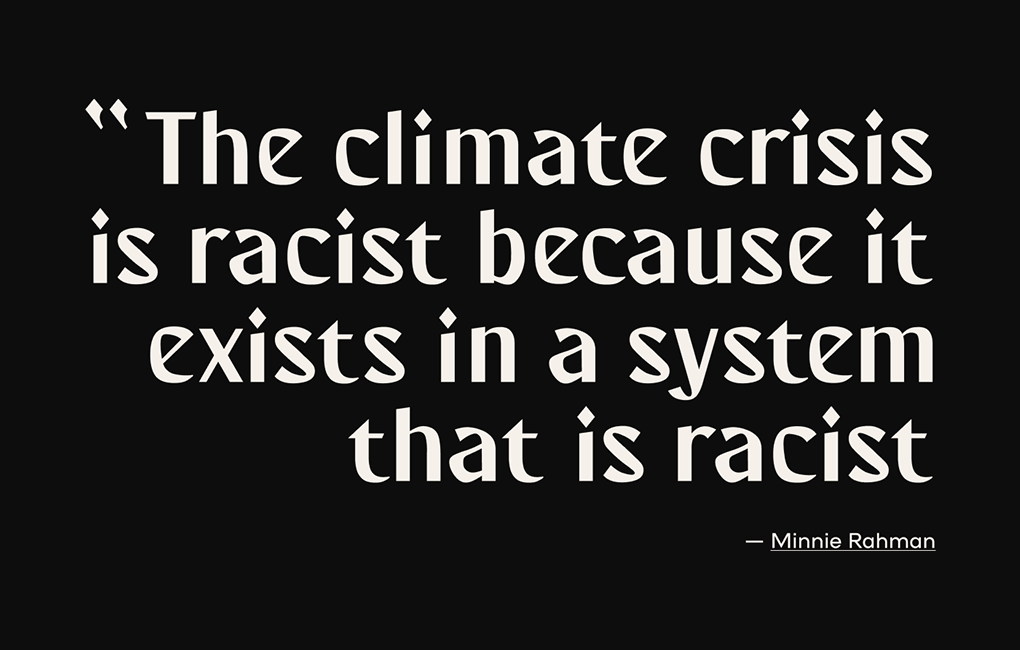 “The climate crisis
is racist because it
exists in a system
that is racist
— Minnie Rahman